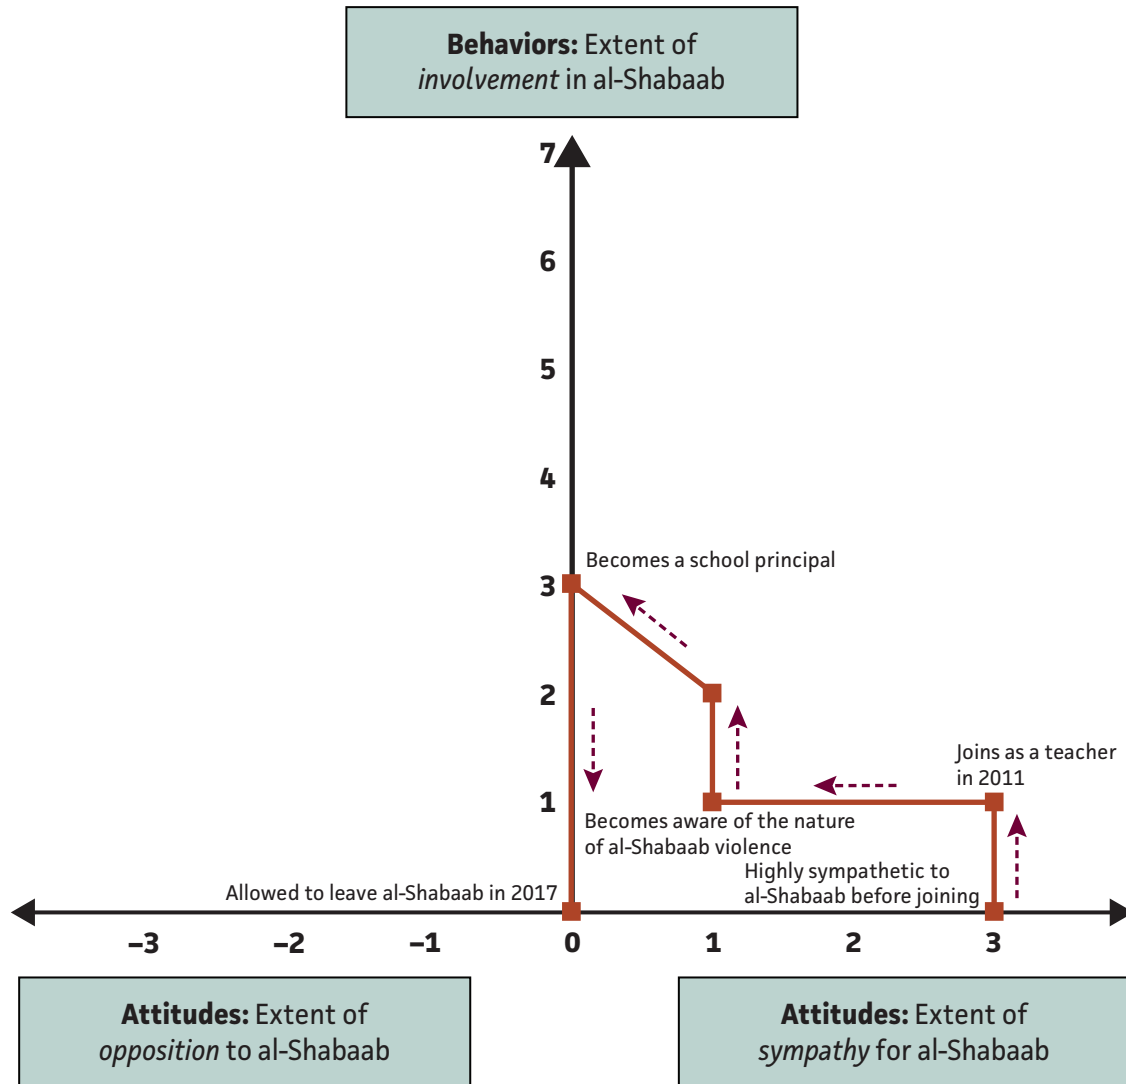 Behaviors: Extent of
involvement in al-Shabaab
7
6
5
4
Becomes a school principal
3
2
Joins as a teacher
in 2011
1
Becomes aware of the nature
of al-Shabaab violence
Highly sympathetic to
al-Shabaab before joining
Allowed to leave al-Shabaab in 2017
–3 –2 –1 0 1 2 3
Attitudes: Extent of
opposition to al-Shabaab
Attitudes: Extent of
sympathy for al-Shabaab